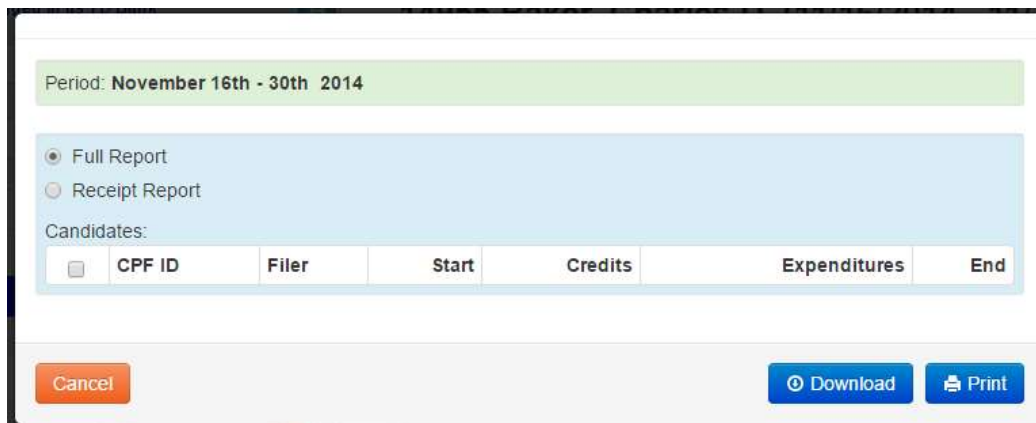 Period: November 16th - 30th 2014
Full Report
Receipt Report
Candidates:
CPF ID Filer Start Credits Expenditures End
Cancel Download Print